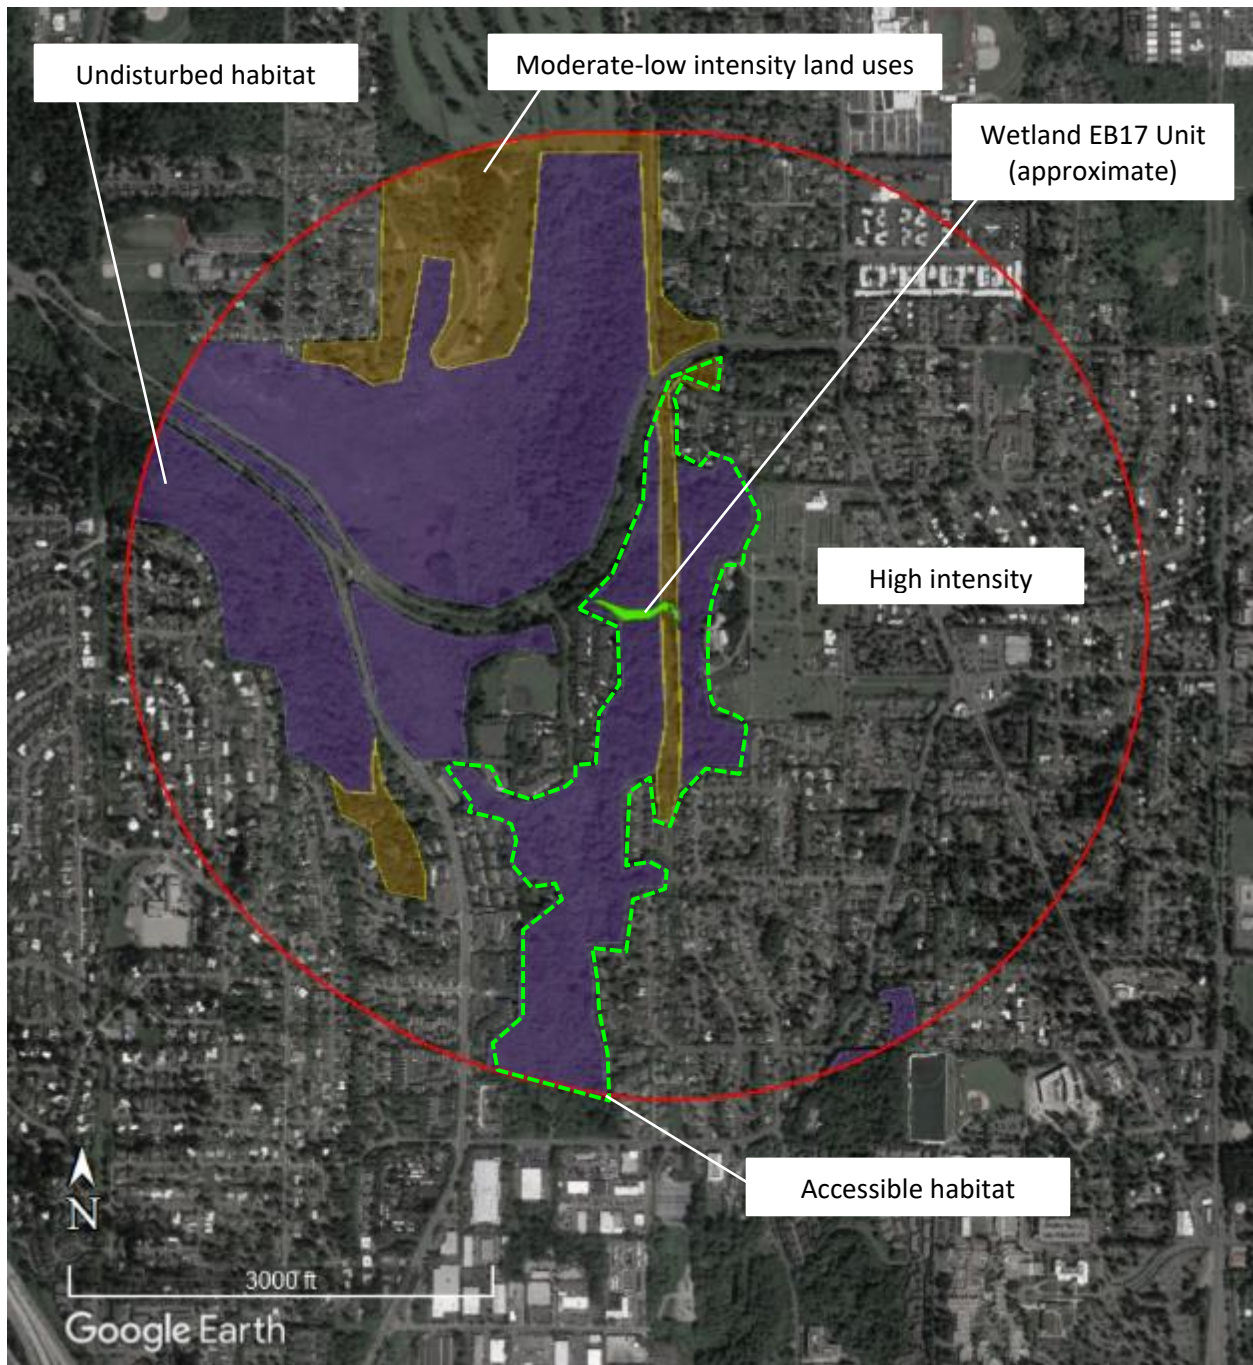 Undisturbed habitat
Moderate-low intensity land uses
Wetland EB17 Unit
(approximate)
High intensity
Accessible habitat
N
3000 ft
Google Earth